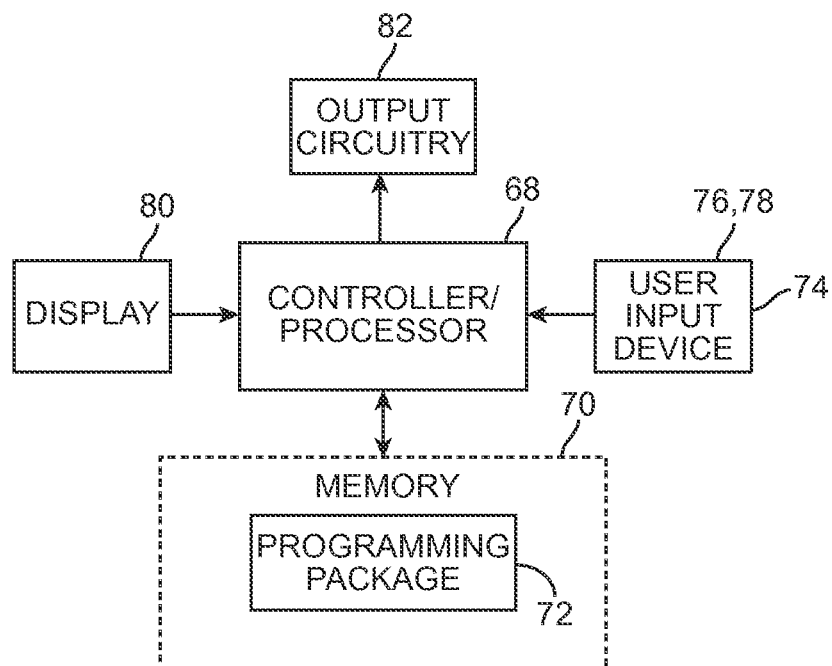 82
OUTPUT
CIRCUITRY
80
68
76,78
DISPLAY
CONTROLLER/
PROCESSOR
USER
INPUT
DEVICE
74
70
MEMORY
PROGRAMMING
PACKAGE
72